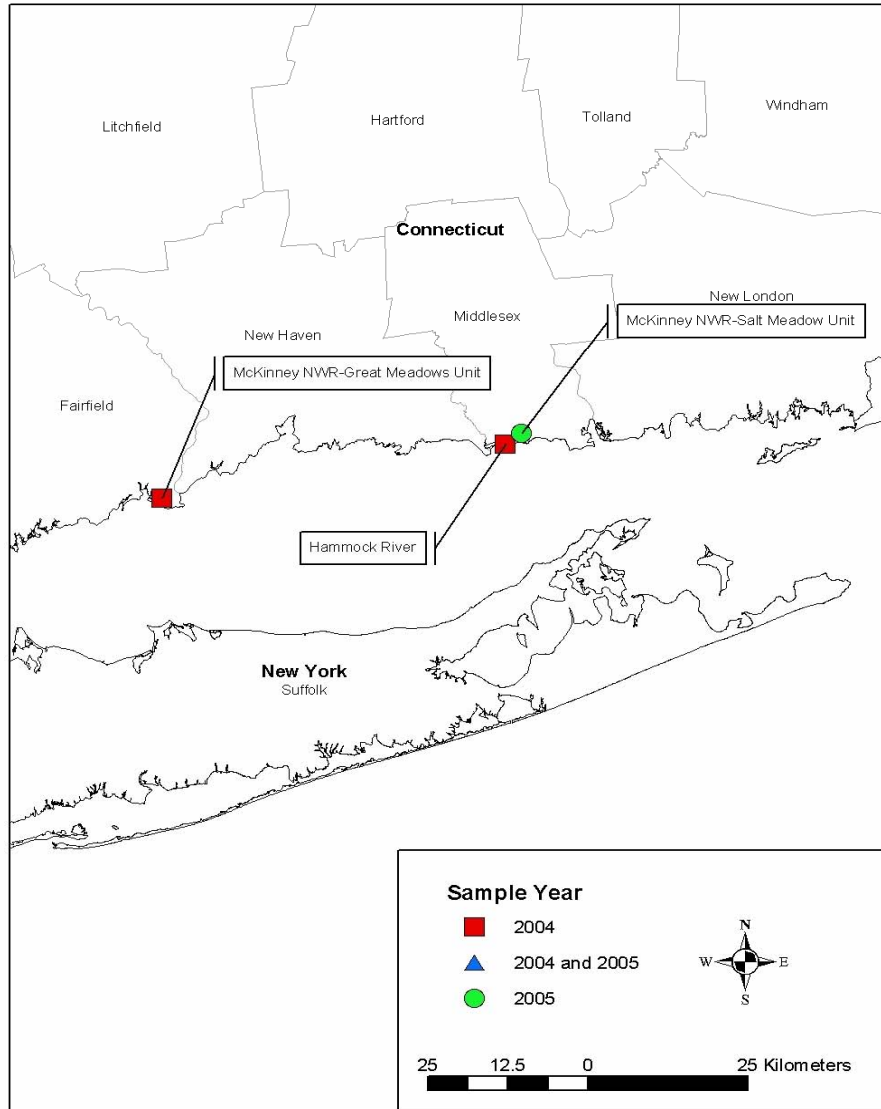 Litchfield
Hartford
Tolland
Windham
Connecticut
New London
McKinney NWR-Salt Meadow Unit
Middlesex
New Haven
McKinney NWR-Great Meadows Unit
Fairfield
Hammock River
New York
Suffolk
Sample Year
2004
2004 and 2005
2005
N
W E
S
25 12.5 0 25 Kilometers